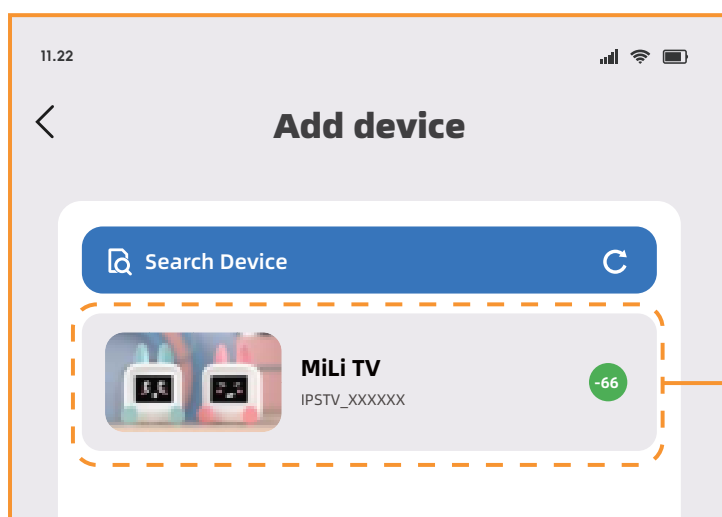 11.22
Add device
Search Device
MiLi TV
IPSTV_XXXXXX
-66